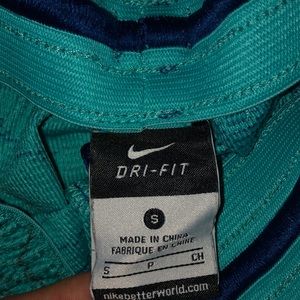 DRI-FIT
S
MADE IN CHINA
FABRIQUE EN CHINE
S P CH
nikebetterworld.com